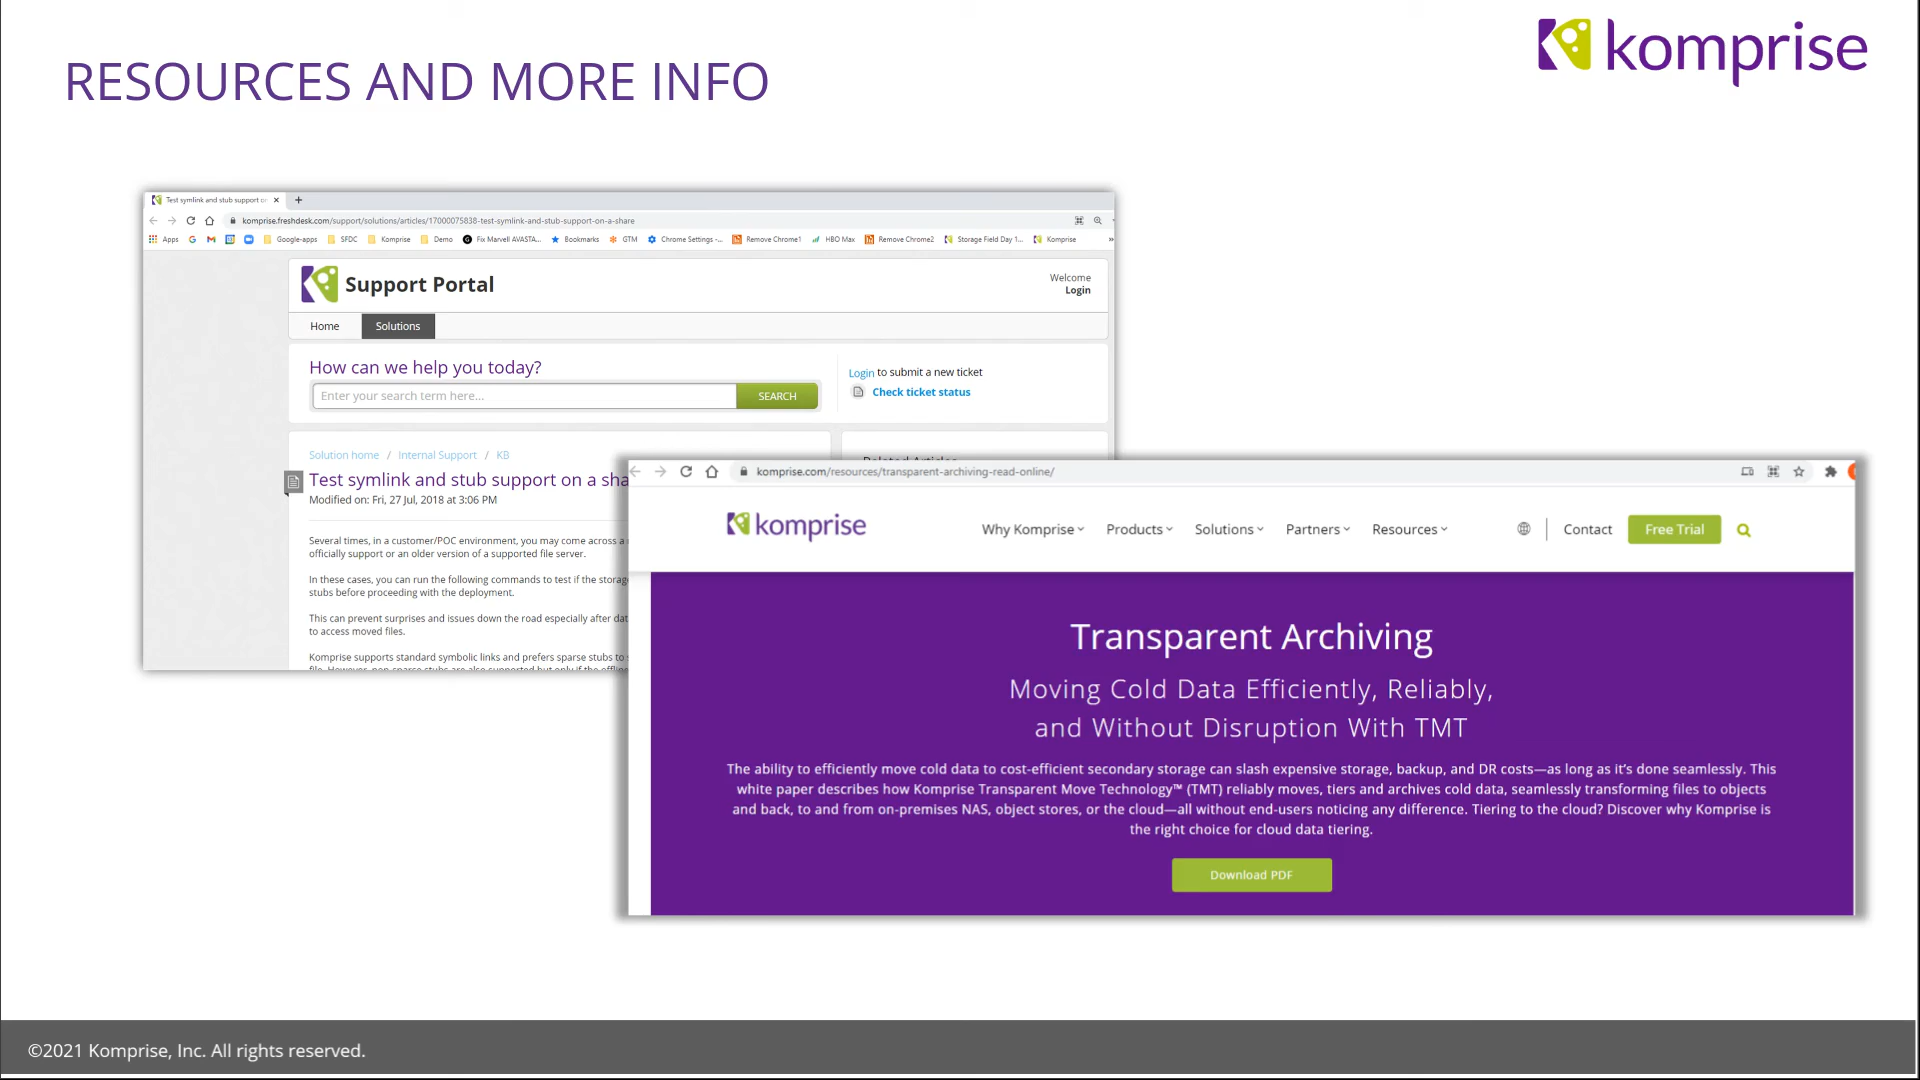 RESOURCES AND MORE INFO
komprise
Test symlink and stub support on
komprise.freshdesk.com/support/solutions/articles/17000075838-test-symlink-and-stub-support-on-a-share
Apps Google-apps SFDC Komprise Demo Fix Marvell AVASTA... Bookmarks GTM Chrome Settings -... Remove Chrome1 HBO Max Remove Chrome2 Storage Field Day 1... Komprise
Support Portal
Welcome
Login
Home Solutions
How can we help you today?
Enter your search term here... SEARCH
Login to submit a new ticket
Check ticket status
Solution home / Internal Support / KB
Test symlink and stub support on a sha
Modified on: Fri, 27 Jul, 2018 at 3:06 PM
Several times, in a customer/POC environment, you may come across a
officially support or an older version of a supported file server.
In these cases, you can run the following commands to test if the storag
stubs before proceeding with the deployment.
This can prevent surprises and issues down the road especially after dat
to access moved files.
Komprise supports standard symbolic links and prefers sparse stubs to
komprise.com/resources/transparent-archiving-read-online/
komprise
Why Komprise Products Solutions Partners Resources Contact Free Trial
Transparent Archiving
Moving Cold Data Efficiently, Reliably,
and Without Disruption With TMT
The ability to efficiently move cold data to cost-efficient secondary storage can slash expensive storage, backup, and DR costs—as long as it’s done seamlessly. This
white paper describes how Komprise Transparent Move Technology™ (TMT) reliably moves, tiers and archives cold data, seamlessly transforming files to objects
and back, to and from on-premises NAS, object stores, or the cloud—all without end-users noticing any difference. Tiering to the cloud? Discover why Komprise is
the right choice for cloud data tiering.
Download PDF
©2021 Komprise, Inc. All rights reserved.